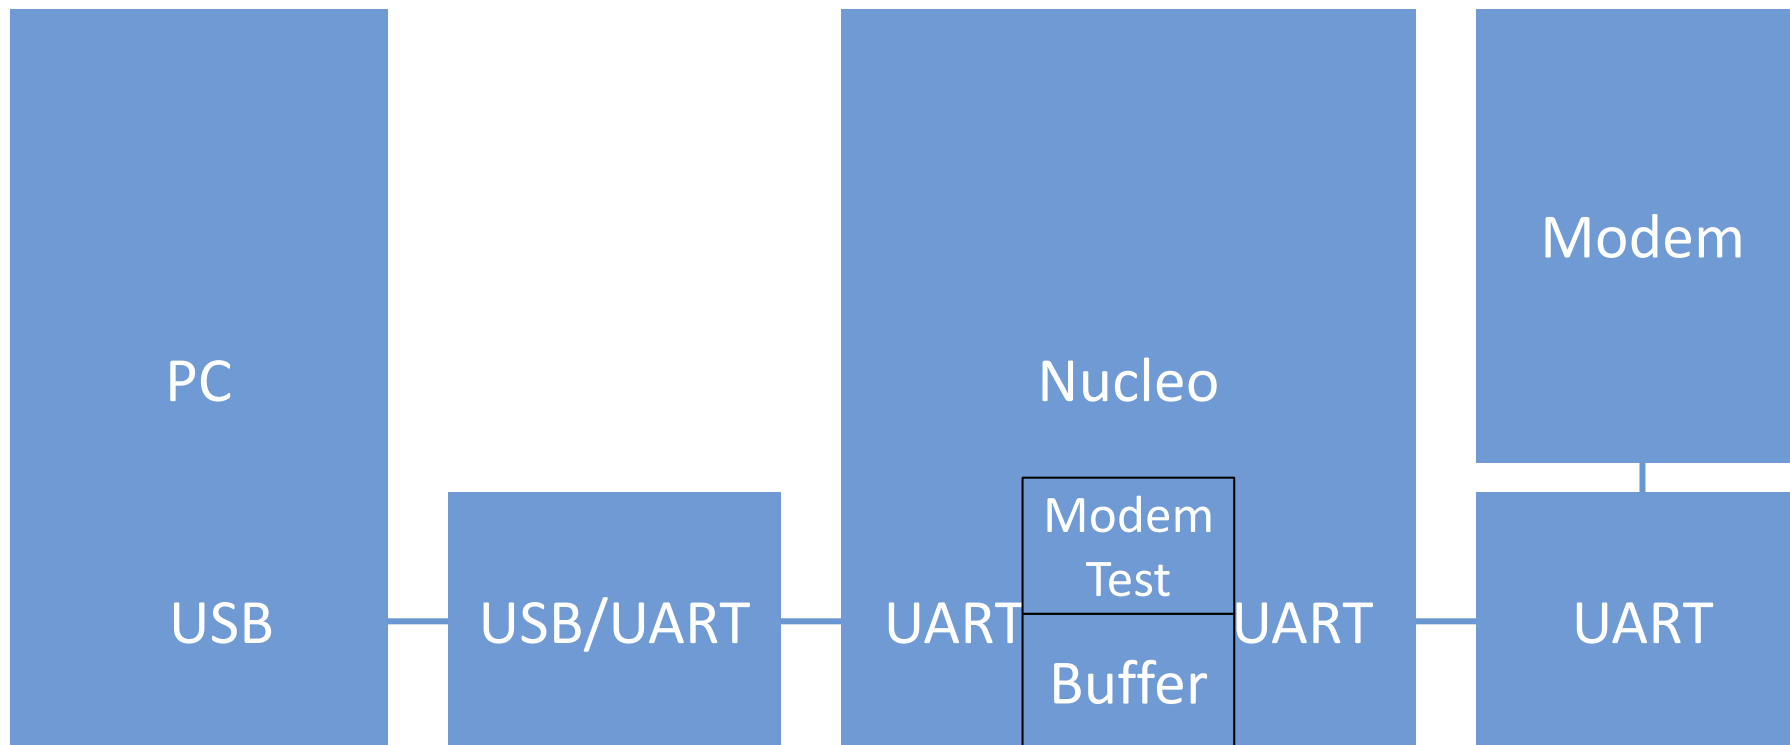 PC
USB
USB/UART
Nucleo
UART
Modem
Test
Buffer
UART
Modem
UART